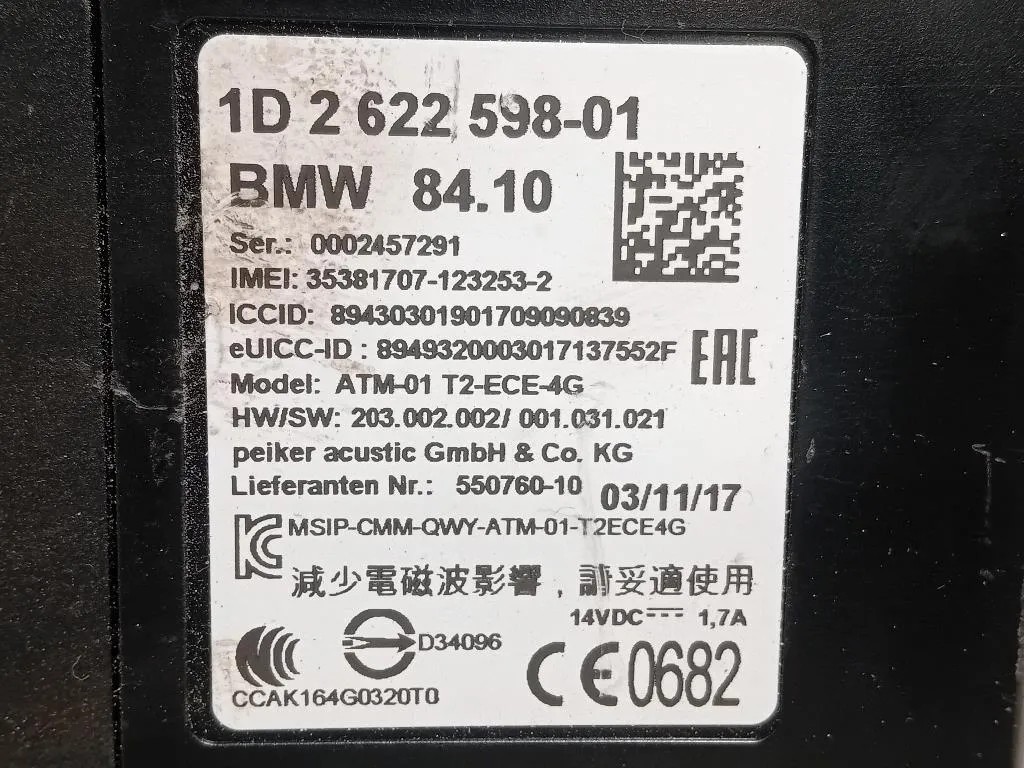 1D 2 622 598-01
BMW 84.10
Ser.: 0002457291
IMEI: 35381707-123253-2
ICCID: 89430301901709090839
eUICC-ID : 8949320003017137552F
EAC
Model: ATM-01 T2-ECE-4G
HW/SW: 203.002.002/ 001.031.021
peiker acustic GmbH & Co. KG
Lieferanten Nr.: 550760-10 03/11/17
MSIP-CMM-QWY-ATM-01-T2ECE4G
減少電磁波影響，請妥適使用
14VDC 1,7A
D34096
CE0682
CCAK164G0320T0